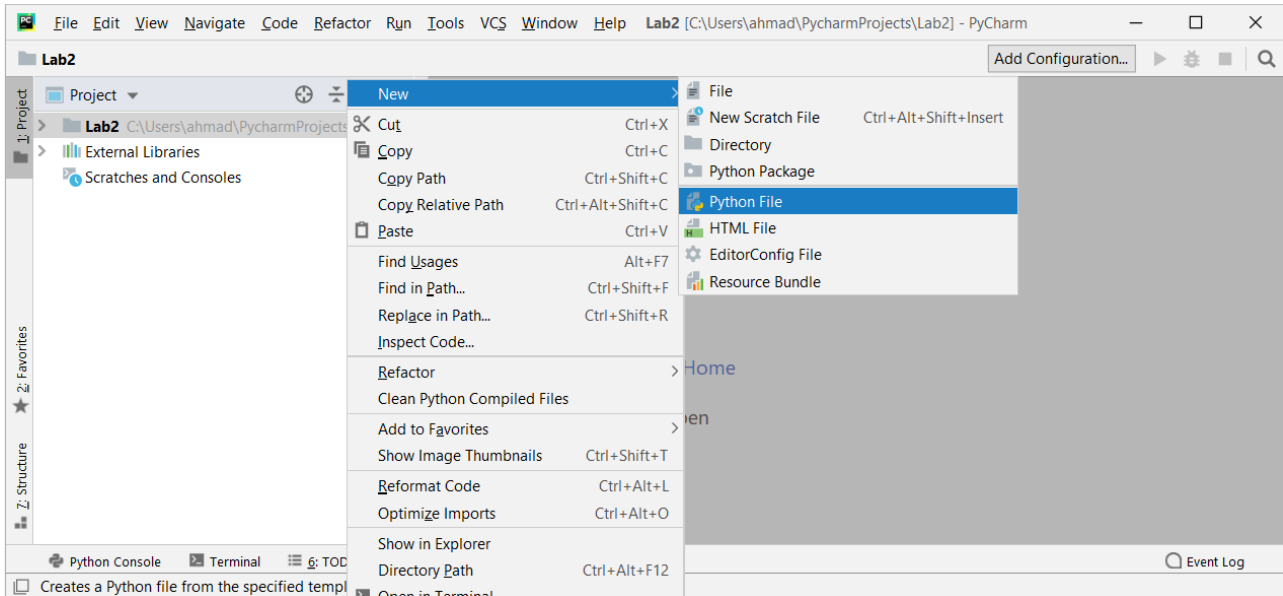 PC File Edit View Navigate Code Refactor Run Tools VCS Window Help Lab2 [C:\Users\ahmad\PycharmProjects\Lab2] - PyCharm
Lab2 Add Configuration...
1: Project
Project
Lab2 C:\Users\ahmad\PycharmProjects
External Libraries
Scratches and Consoles
2: Favorites
7: Structure
New
Cut Ctrl+X
Copy Ctrl+C
Copy Path Ctrl+Shift+C
Copy Relative Path Ctrl+Alt+Shift+C
Paste Ctrl+V
Find Usages Alt+F7
Find in Path... Ctrl+Shift+F
Replace in Path... Ctrl+Shift+R
Inspect Code...
Refactor
Clean Python Compiled Files
Add to Favorites
Show Image Thumbnails Ctrl+Shift+T
Reformat Code Ctrl+Alt+L
Optimize Imports Ctrl+Alt+O
Show in Explorer
Directory Path Ctrl+Alt+F12
Open in Terminal
File
New Scratch File Ctrl+Alt+Shift+Insert
Directory
Python Package
Python File
HTML File
EditorConfig File
Resource Bundle
Home
pen
Python Console Terminal 6: TOD Event Log
Creates a Python file from the specified templ